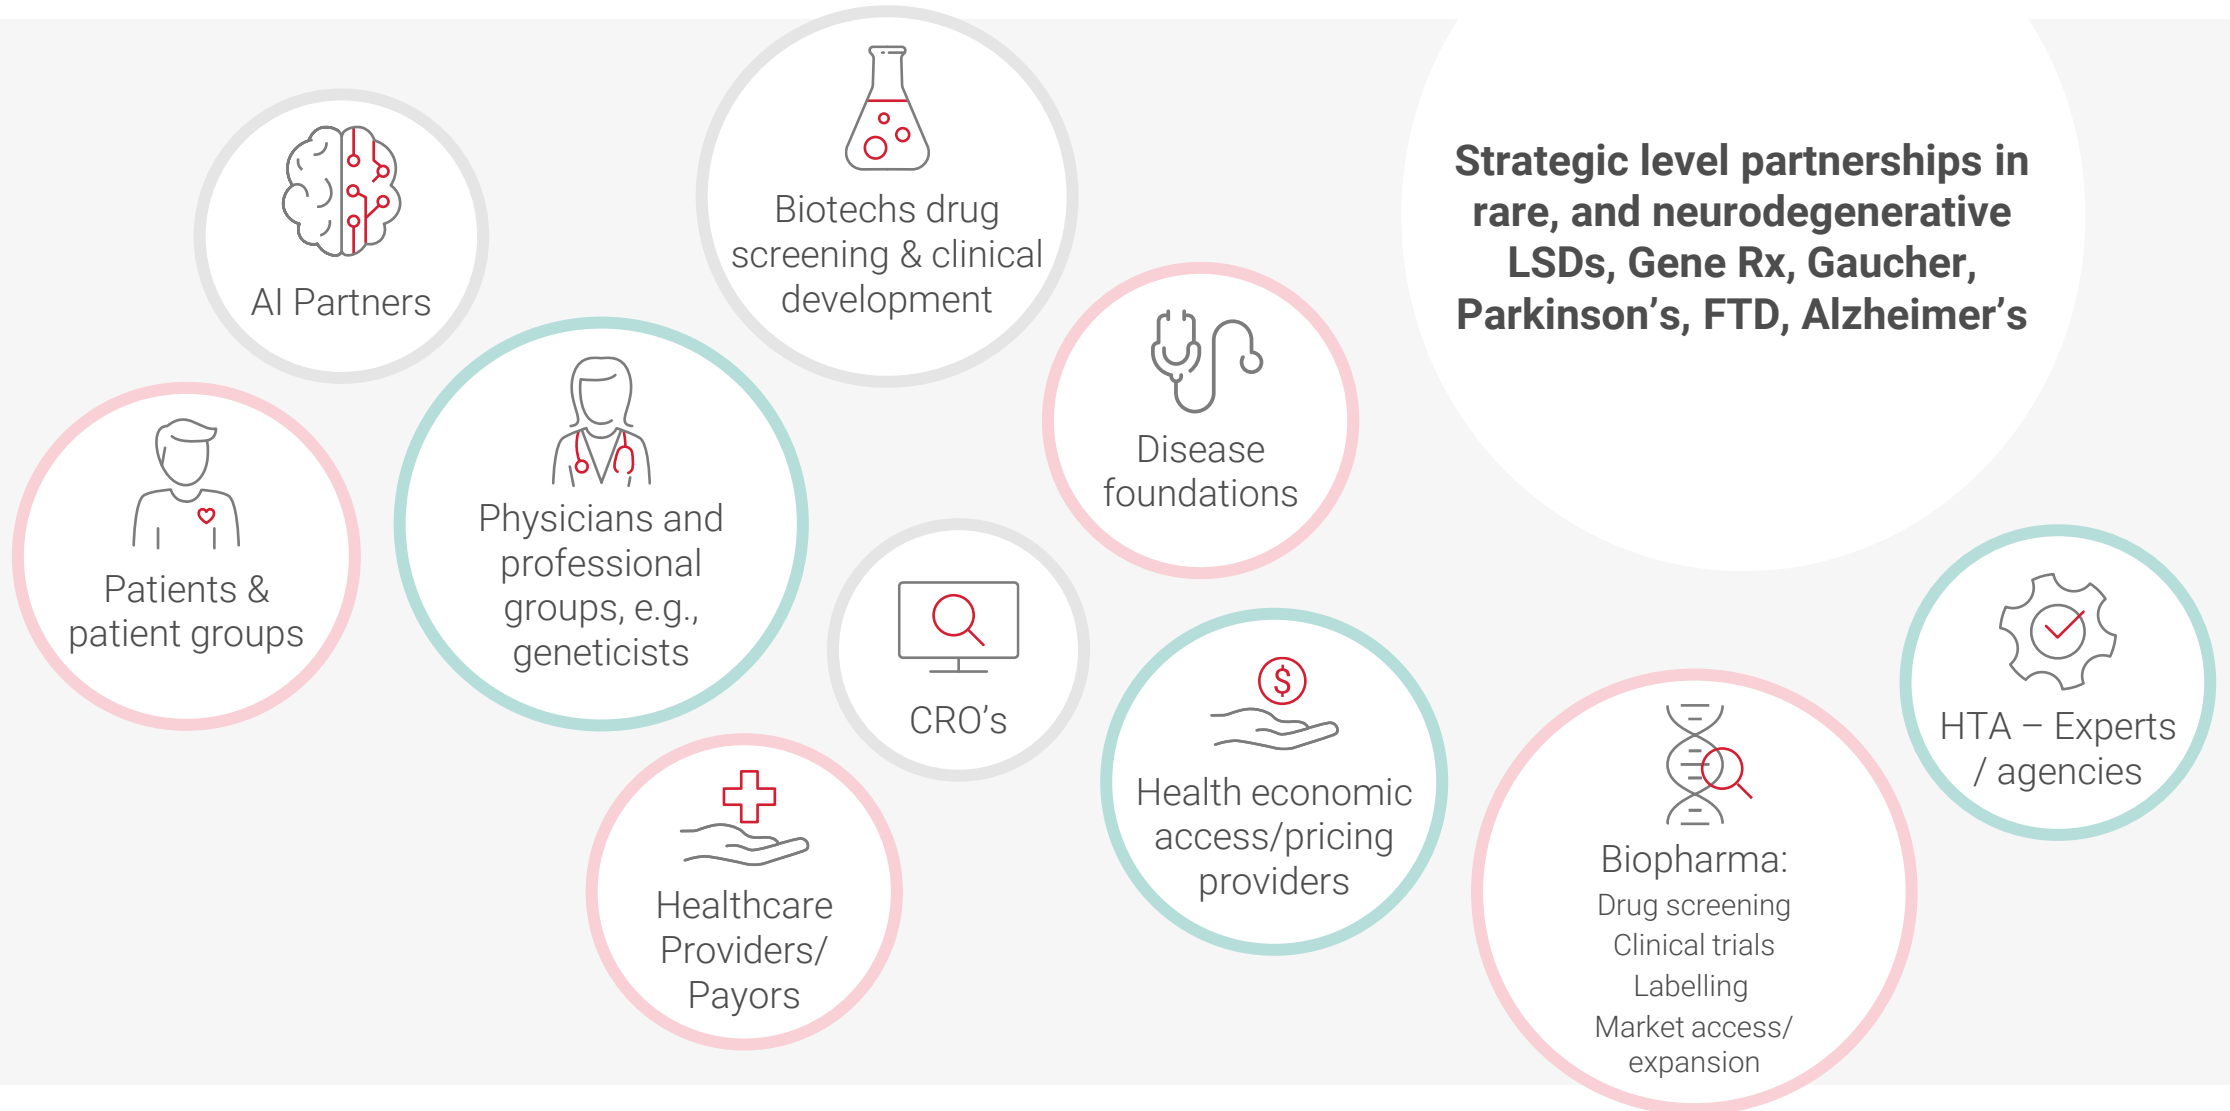 AI Partners
Biotechs drug
screening & clinical
development
Strategic level partnerships in
rare, and neurodegenerative
LSDs, Gene Rx, Gaucher,
Parkinson’s, FTD, Alzheimer’s
Patients &
patient groups
Physicians and
professional
groups, e.g.,
geneticists
Disease
foundations
CRO’s
$
Healthcare
Providers/
Payors
Health economic
access/pricing
providers
Biopharma:
Drug screening
Clinical trials
Labelling
Market access/
expansion
HTA – Experts
/ agencies